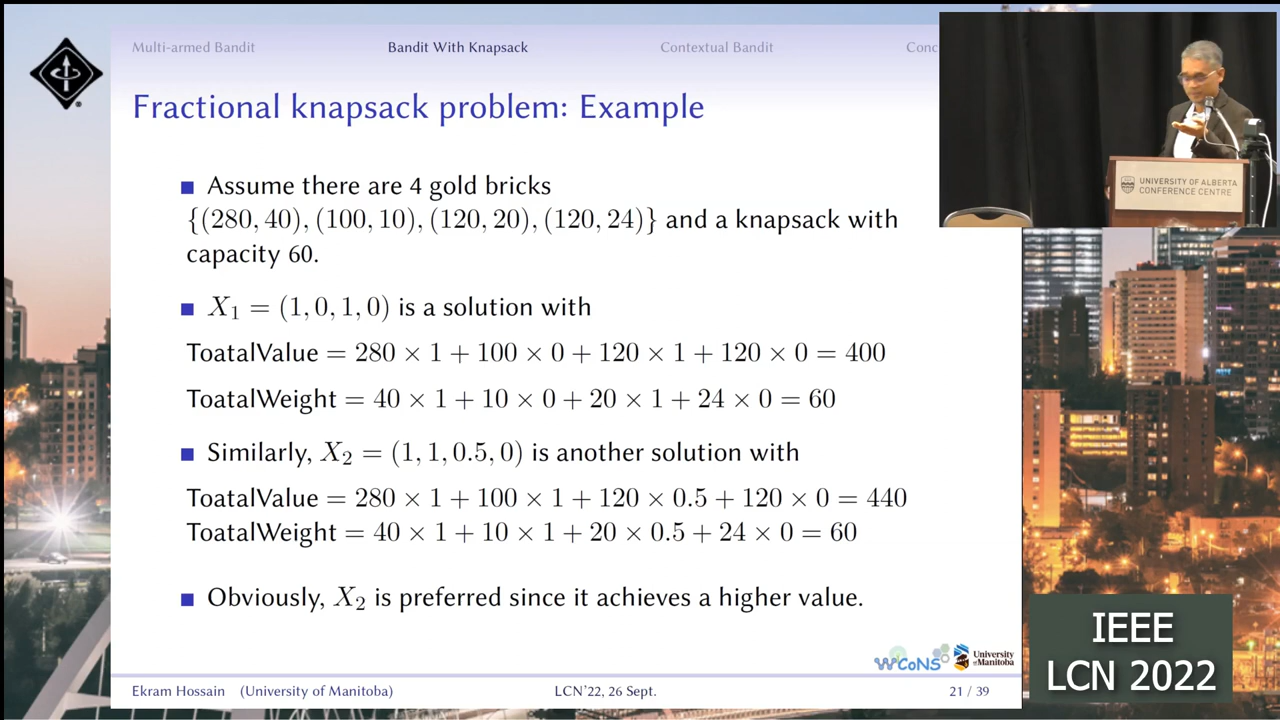 Multi-armed Bandit Bandit With Knapsack Contextual Bandit Conc
Fractional knapsack problem: Example
■ Assume there are 4 gold bricks
{(280, 40), (100, 10), (120, 20), (120, 24)} and a knapsack with
capacity 60.
■ X₁ = (1, 0, 1, 0) is a solution with
ToatalValue = 280 × 1 + 100 × 0 + 120 × 1 + 120 × 0 = 400
ToatalWeight = 40 × 1 + 10 × 0 + 20 × 1 + 24 × 0 = 60
■ Similarly, X₂ = (1, 1, 0.5, 0) is another solution with
ToatalValue = 280 × 1 + 100 × 1 + 120 × 0.5 + 120 × 0 = 440
ToatalWeight = 40 × 1 + 10 × 1 + 20 × 0.5 + 24 × 0 = 60
■ Obviously, X₂ is preferred since it achieves a higher value.
WCoNS
University
of Manitoba
Ekram Hossain (University of Manitoba) LCN'22, 26 Sept. 21 / 39
UNIVERSITY OF ALBERTA
CONFERENCE CENTRE
IEEE
LCN 2022